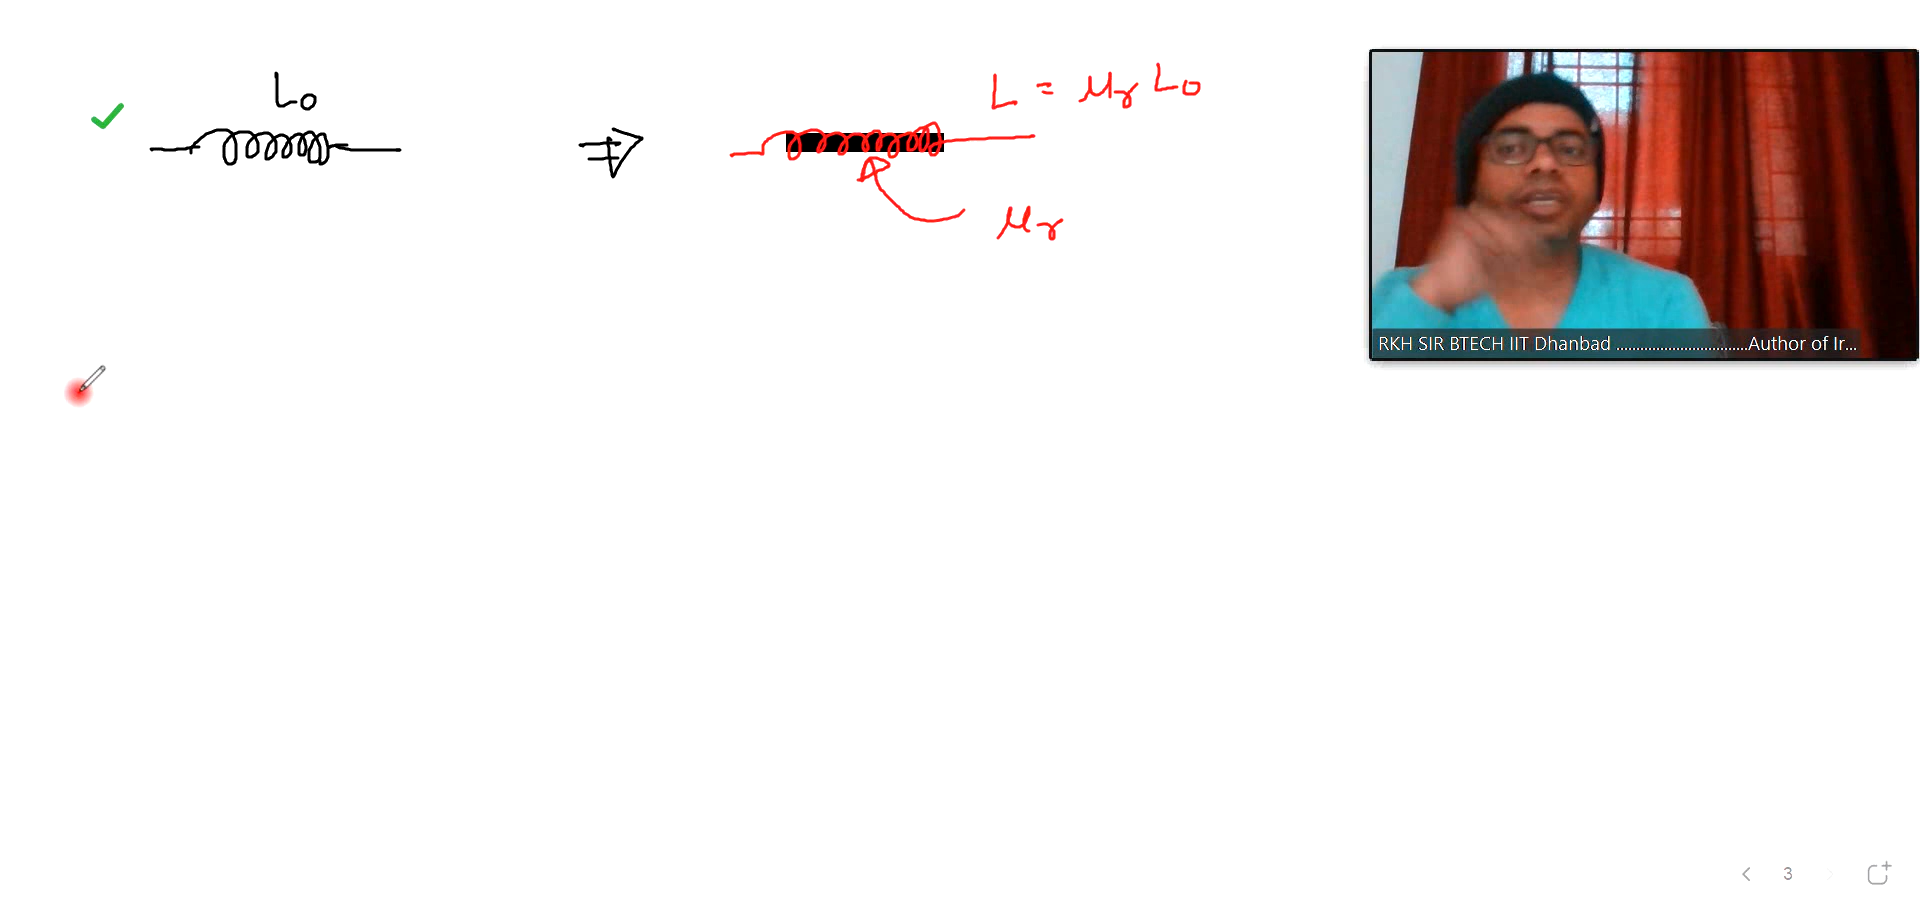 L₀
L = μr L₀
μr
RKH SIR BTECH IIT Dhanbad .................................Author of Ir...
3